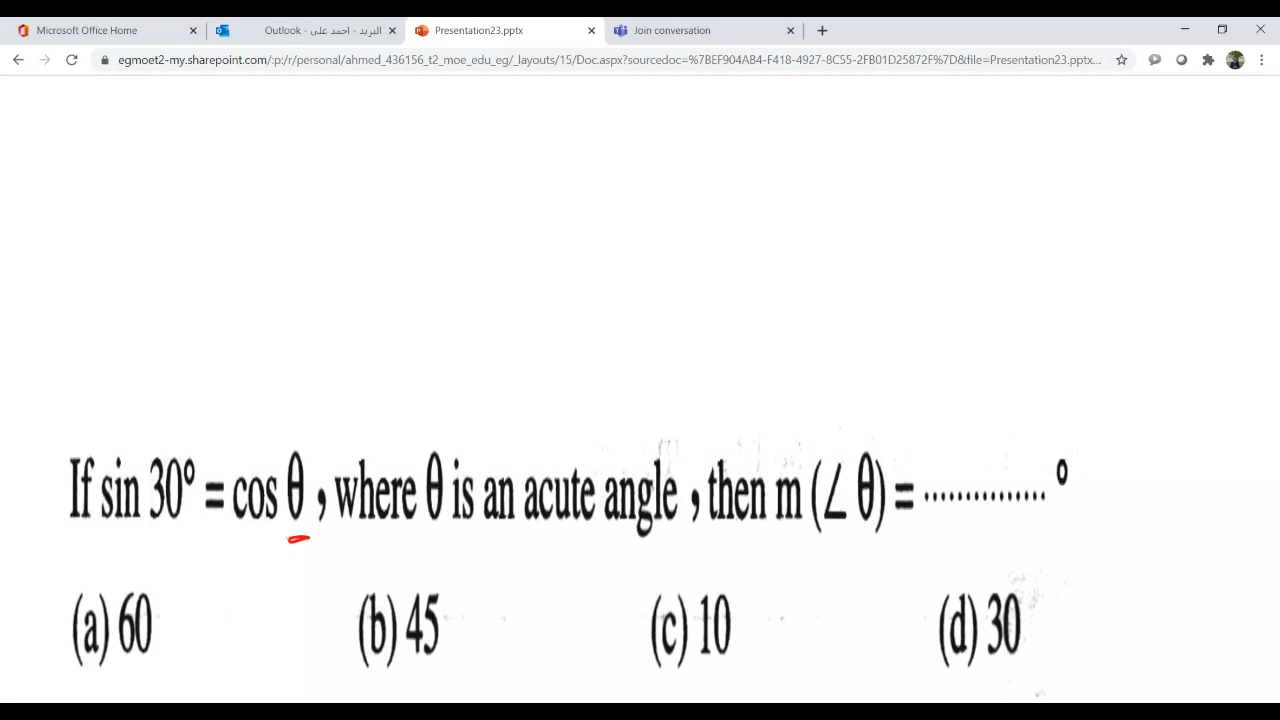 Microsoft Office Home
البريد - احمد على - Outlook
Presentation23.pptx
Join conversation
egmoet2-my.sharepoint.com/:p:/r/personal/ahmed_436156_t2_moe_edu_eg/_layouts/15/Doc.aspx?sourcedoc=%7BEF904AB4-F418-4927-8C55-2FB01D25872F%7D&file=Presentation23.pptx...
If sin 30° = cos θ , where θ is an acute angle , then m (∠ θ) = ............... °
(a) 60 (b) 45 (c) 10 (d) 30